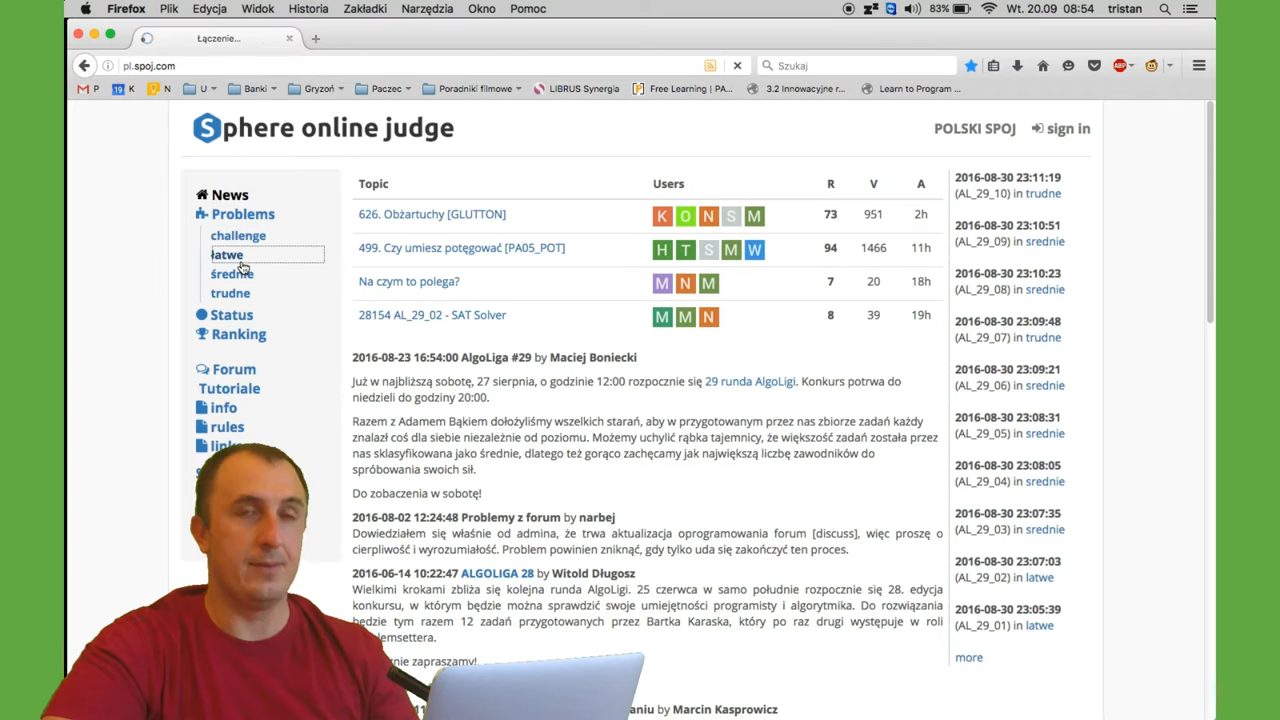 Firefox Plik Edycja Widok Historia Zakładki Narzędzia Okno Pomoc 83% Wt. 20.09 08:54 tristan
Łączenie...
pl.spoj.com Szukaj
P 19 K N U Banki Gryzoń Paczec Poradniki filmowe LIBRUS Synergia Free Learning | PA... 3.2 Innowacyjne r... Learn to Program ...
Sphere online judge POLSKI SPOJ sign in
News
Problems
challenge
łatwe
średnie
trudne
Status
Ranking
Forum
Tutoriale
info
rules
Topic Users R V A
626. Obżartuchy [GLUTTON] K O N S M 73 951 2h
499. Czy umiesz potęgować [PA05_POT] H T S M W 94 1466 11h
Na czym to polega? M N M 7 20 18h
28154 AL_29_02 - SAT Solver M M N 8 39 19h
2016-08-23 16:54:00 AlgoLiga #29 by Maciej Boniecki
Już w najbliższą sobotę, 27 sierpnia, o godzinie 12:00 rozpocznie się 29 runda AlgoLigi. Konkurs potrwa do
niedzieli do godziny 20:00.
Razem z Adamem Bąkiem dołożyliśmy wszelkich starań, aby w przygotowanym przez nas zbiorze zadań każdy
znalazł coś dla siebie niezależnie od poziomu. Możemy uchylić rąbka tajemnicy, że większość zadań została przez
nas sklasyfikowana jako średnie, dlatego też gorąco zachęcamy jak największą liczbę zawodników do
spróbowania swoich sił.
Do zobaczenia w sobotę!
2016-08-02 12:24:48 Problemy z forum by narbej
Dowiedziałem się właśnie od admina, że trwa aktualizacja oprogramowania forum [discuss], więc proszę o
cierpliwość i wyrozumiałość. Problem powinien zniknąć, gdy tylko uda się zakończyć ten proces.
2016-06-14 10:22:47 ALGOLIGA 28 by Witold Długosz
Wielkimi krokami zbliża się kolejna runda AlgoLigi. 25 czerwca w samo południe rozpocznie się 28. edycja
konkursu, w którym będzie można sprawdzić swoje umiejętności programisty i algorytmika. Do rozwiązania
będzie tym razem 12 zadań przygotowanych przez Bartka Karaska, który po raz drugi występuje w roli
lemsettera.
zapraszamy!
by Marcin Kasprowicz
2016-08-30 23:11:19
(AL_29_10) in trudne
2016-08-30 23:10:51
(AL_29_09) in srednie
2016-08-30 23:10:23
(AL_29_08) in srednie
2016-08-30 23:09:48
(AL_29_07) in trudne
2016-08-30 23:09:21
(AL_29_06) in srednie
2016-08-30 23:08:31
(AL_29_05) in srednie
2016-08-30 23:08:05
(AL_29_04) in srednie
2016-08-30 23:07:35
(AL_29_03) in srednie
2016-08-30 23:07:03
(AL_29_02) in latwe
2016-08-30 23:05:39
(AL_29_01) in latwe
more